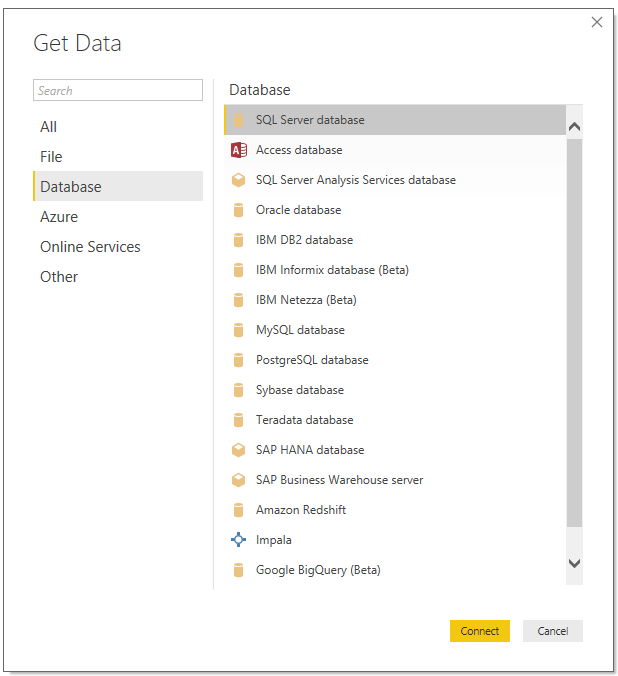 Get Data
Search
All
File
Database
Azure
Online Services
Other
Database
SQL Server database
Access database
SQL Server Analysis Services database
Oracle database
IBM DB2 database
IBM Informix database (Beta)
IBM Netezza (Beta)
MySQL database
PostgreSQL database
Sybase database
Teradata database
SAP HANA database
SAP Business Warehouse server
Amazon Redshift
Impala
Google BigQuery (Beta)
Connect
Cancel